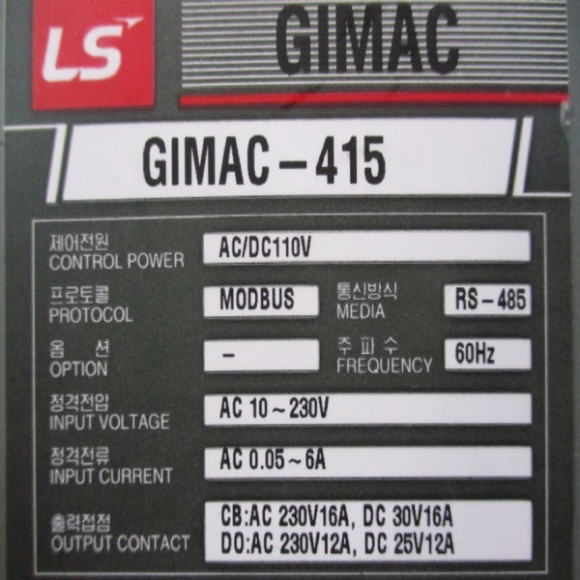 LS
GIMAC
GIMAC-415
제어전원 AC/DC110V
CONTROL POWER
프로토콜 MODBUS 통신방식 RS-485
PROTOCOL MEDIA
옵 션 - 주 파 수 60Hz
OPTION FREQUENCY
정격전압 AC 10~230V
INPUT VOLTAGE
정격전류 AC 0.05~6A
INPUT CURRENT
출력접점 CB:AC 230V16A, DC 30V16A
OUTPUT CONTACT DO:AC 230V12A, DC 25V12A